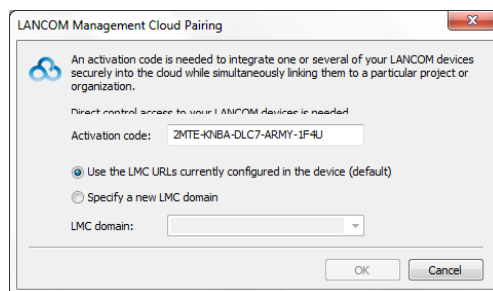 LANCOM Management Cloud Pairing
An activation code is needed to integrate one or several of your LANCOM devices
securely into the cloud while simultaneously linking them to a particular project or
organization.
Direct control access to your LANCOM devices is needed
Activation code: 2MTE-KNBA-DLC7-ARMY-1F4U
Use the LMC URLs currently configured in the device (default)
Specify a new LMC domain
LMC domain:
OK Cancel